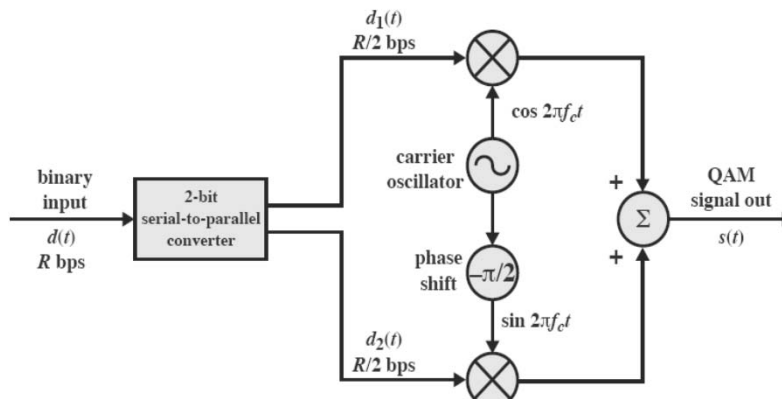 d₁(t)
R/2 bps
cos 2πf𝒸t
binary
input
d(t)
R bps
2-bit
serial-to-parallel
converter
carrier
oscillator
phase
shift
−π/2
sin 2πf𝒸t
d₂(t)
R/2 bps
+
Σ
+
QAM
signal out
s(t)